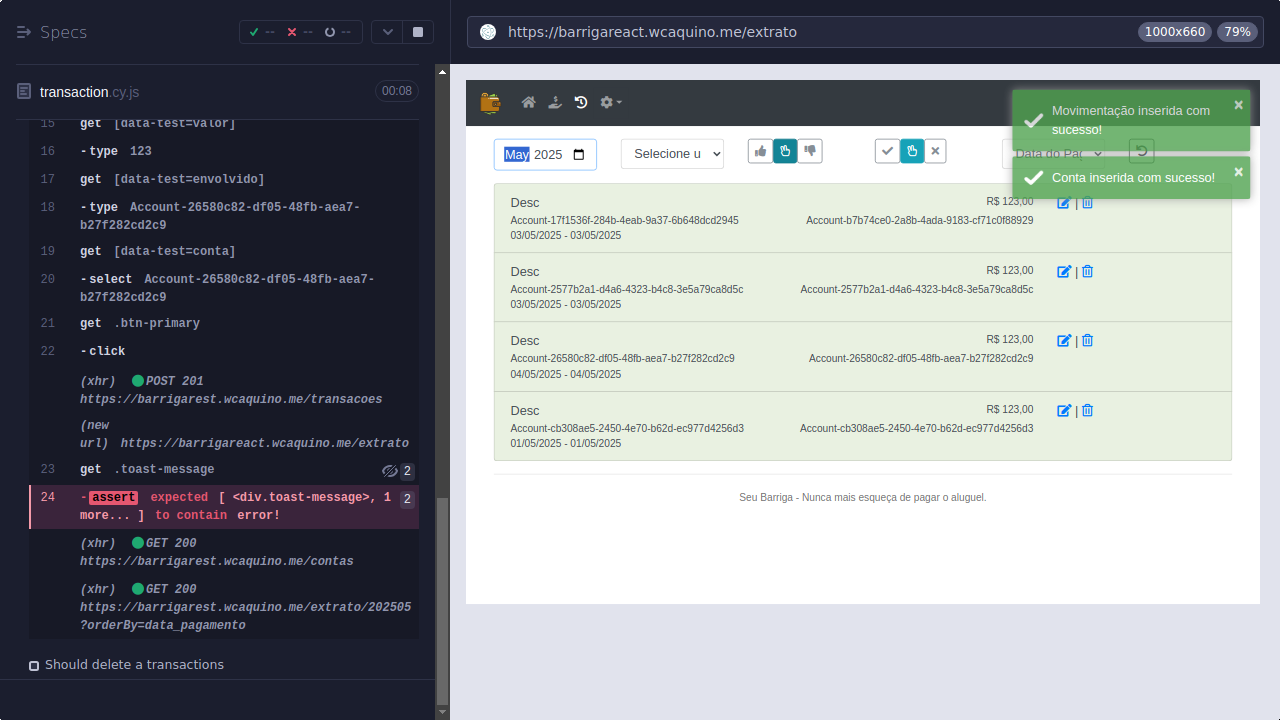 Specs
--
--
--
transaction.cy.js
00:08
15 get [data-test=valor]
16 -type 123
17 get [data-test=envolvido]
18 -type Account-26580c82-df05-48fb-aea7-
b27f282cd2c9
19 get [data-test=conta]
20 -select Account-26580c82-df05-48fb-aea7-
b27f282cd2c9
21 get .btn-primary
22 -click
(xhr) POST 201
https://barrigarest.wcaquino.me/transacoes
(new
url) https://barrigareact.wcaquino.me/extrato
23 get .toast-message 2
24 -assert expected [ <div.toast-message>, 1 2
more... ] to contain error!
(xhr) GET 200
https://barrigarest.wcaquino.me/contas
(xhr) GET 200
https://barrigarest.wcaquino.me/extrato/202505
?orderBy=data_pagamento
Should delete a transactions
https://barrigareact.wcaquino.me/extrato
1000x660
79%
Movimentação inserida com
sucesso!
×
Conta inserida com sucesso!
×
May 2025
Selecione u
Data do Pag
Desc
R$ 123,00
Account-17f1536f-284b-4eab-9a37-6b648dcd2945
Account-b7b74ce0-2a8b-4ada-9183-cf71c0f88929
03/05/2025 - 03/05/2025
|
Desc
R$ 123,00
Account-2577b2a1-d4a6-4323-b4c8-3e5a79ca8d5c
Account-2577b2a1-d4a6-4323-b4c8-3e5a79ca8d5c
03/05/2025 - 03/05/2025
|
Desc
R$ 123,00
Account-26580c82-df05-48fb-aea7-b27f282cd2c9
Account-26580c82-df05-48fb-aea7-b27f282cd2c9
04/05/2025 - 04/05/2025
|
Desc
R$ 123,00
Account-cb308ae5-2450-4e70-b62d-ec977d4256d3
Account-cb308ae5-2450-4e70-b62d-ec977d4256d3
01/05/2025 - 01/05/2025
|
Seu Barriga - Nunca mais esqueça de pagar o aluguel.